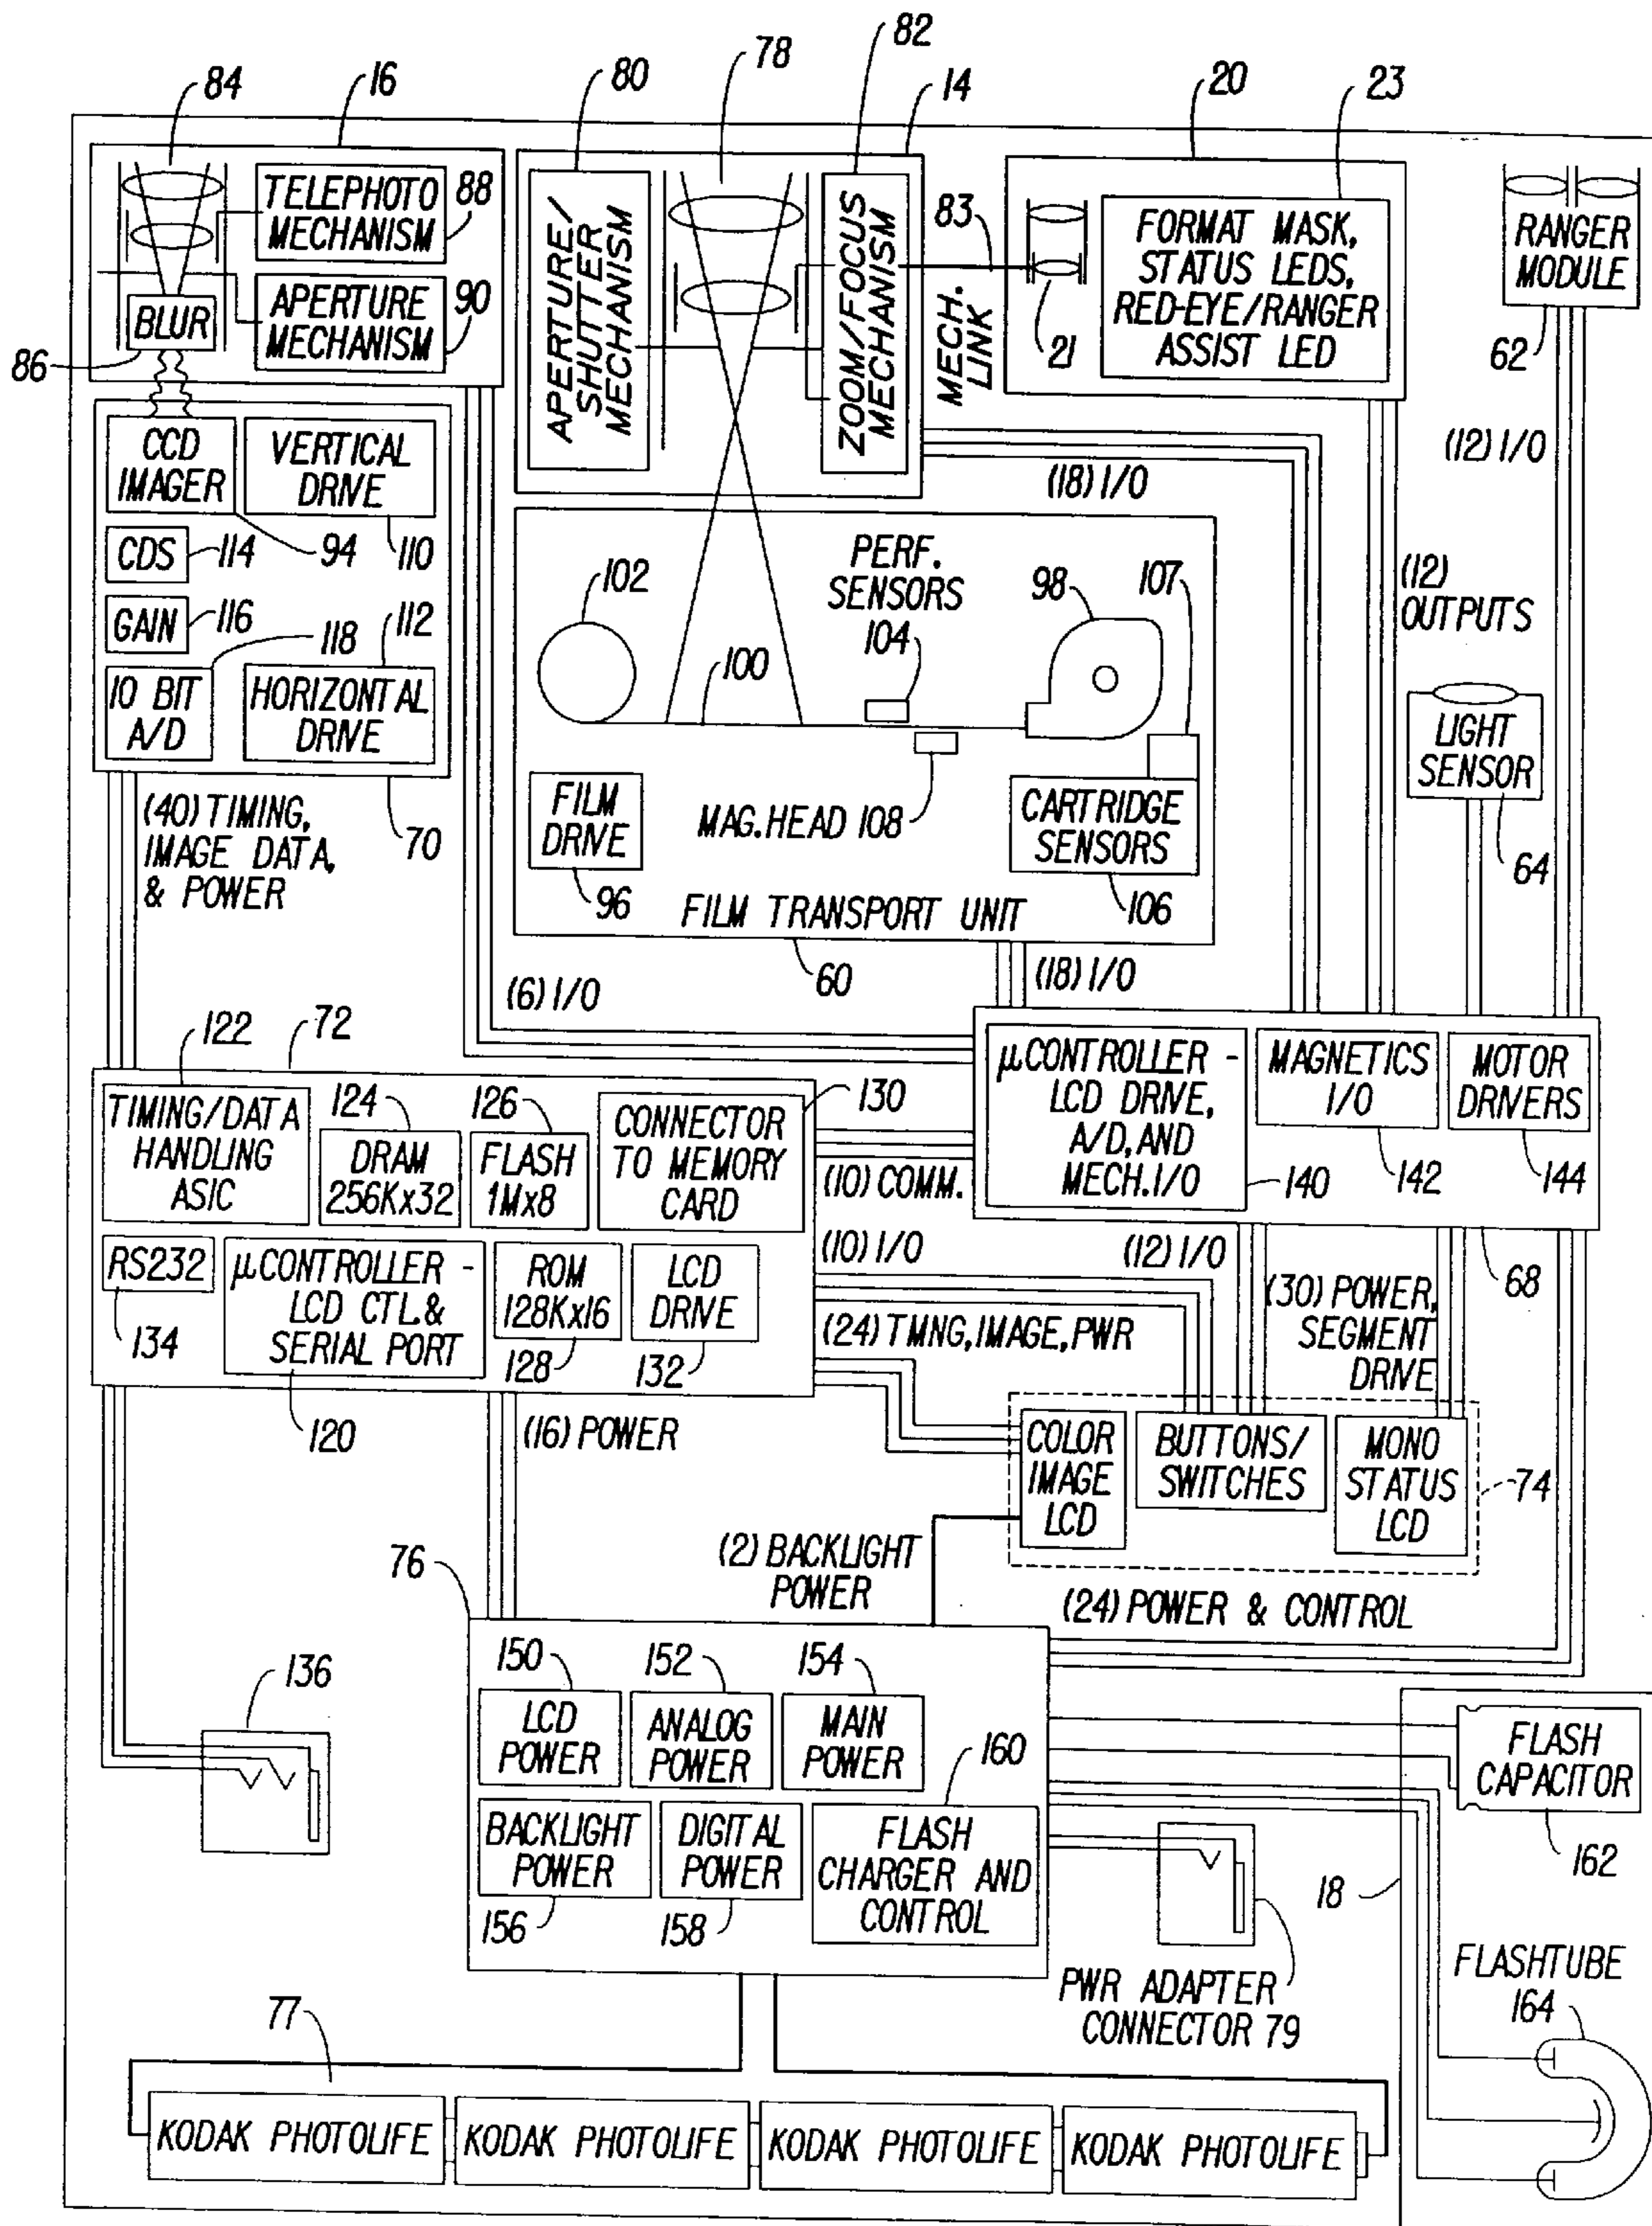 82
78
80
84
16
14
20
23
TELEPHOTO
MECHANISM
88
APERTURE
MECHANISM
90
BLUR
86
APERTURE/
SHUTTER
MECHANISM
ZOOM/FOCUS
MECHANISM
83
MECH.
LINK
21
FORMAT MASK,
STATUS LEDS,
RED-EYE/RANGER
ASSIST LED
RANGER
MODULE
62
CCD
IMAGER
VERTICAL
DRIVE
94
110
CDS
114
GAIN
116
118
112
10 BIT
A/D
HORIZONTAL
DRIVE
(18) I/O
(12) I/O
(12)
OUTPUTS
102
PERF.
SENSORS
104
98
107
100
FILM
DRIVE
96
MAG.HEAD 108
CARTRIDGE
SENSORS
106
FILM TRANSPORT UNIT
60
LIGHT
SENSOR
64
(40) TIMING,
IMAGE DATA,
& POWER
70
(6) I/O
(18) I/O
122
72
TIMING/DATA
HANDLING
ASIC
124
DRAM
256Kx32
126
FLASH
1Mx8
CONNECTOR
TO MEMORY
CARD
130
μCONTROLLER -
LCD DRIVE,
A/D, AND
MECH. I/O
140
MAGNETICS
I/O
142
MOTOR
DRIVERS
144
(10) COMM.
RS232
134
μCONTROLLER -
LCD CTL.&
SERIAL PORT
120
ROM
128Kx16
128
LCD
DRIVE
132
(10) I/O
(12) I/O
68
(30) POWER,
SEGMENT
DRIVE
(24) TMNG, IMAGE, PWR
(16) POWER
COLOR
IMAGE
LCD
BUTTONS/
SWITCHES
MONO
STATUS
LCD
74
76
(2) BACKLIGHT
POWER
(24) POWER & CONTROL
136
150
LCD
POWER
152
ANALOG
POWER
154
MAIN
POWER
160
BACKLIGHT
POWER
156
DIGITAL
POWER
158
FLASH
CHARGER AND
CONTROL
FLASH
CAPACITOR
162
18
PWR ADAPTER
CONNECTOR 79
FLASHTUBE
164
77
KODAK PHOTOLIFE
KODAK PHOTOLIFE
KODAK PHOTOLIFE
KODAK PHOTOLIFE